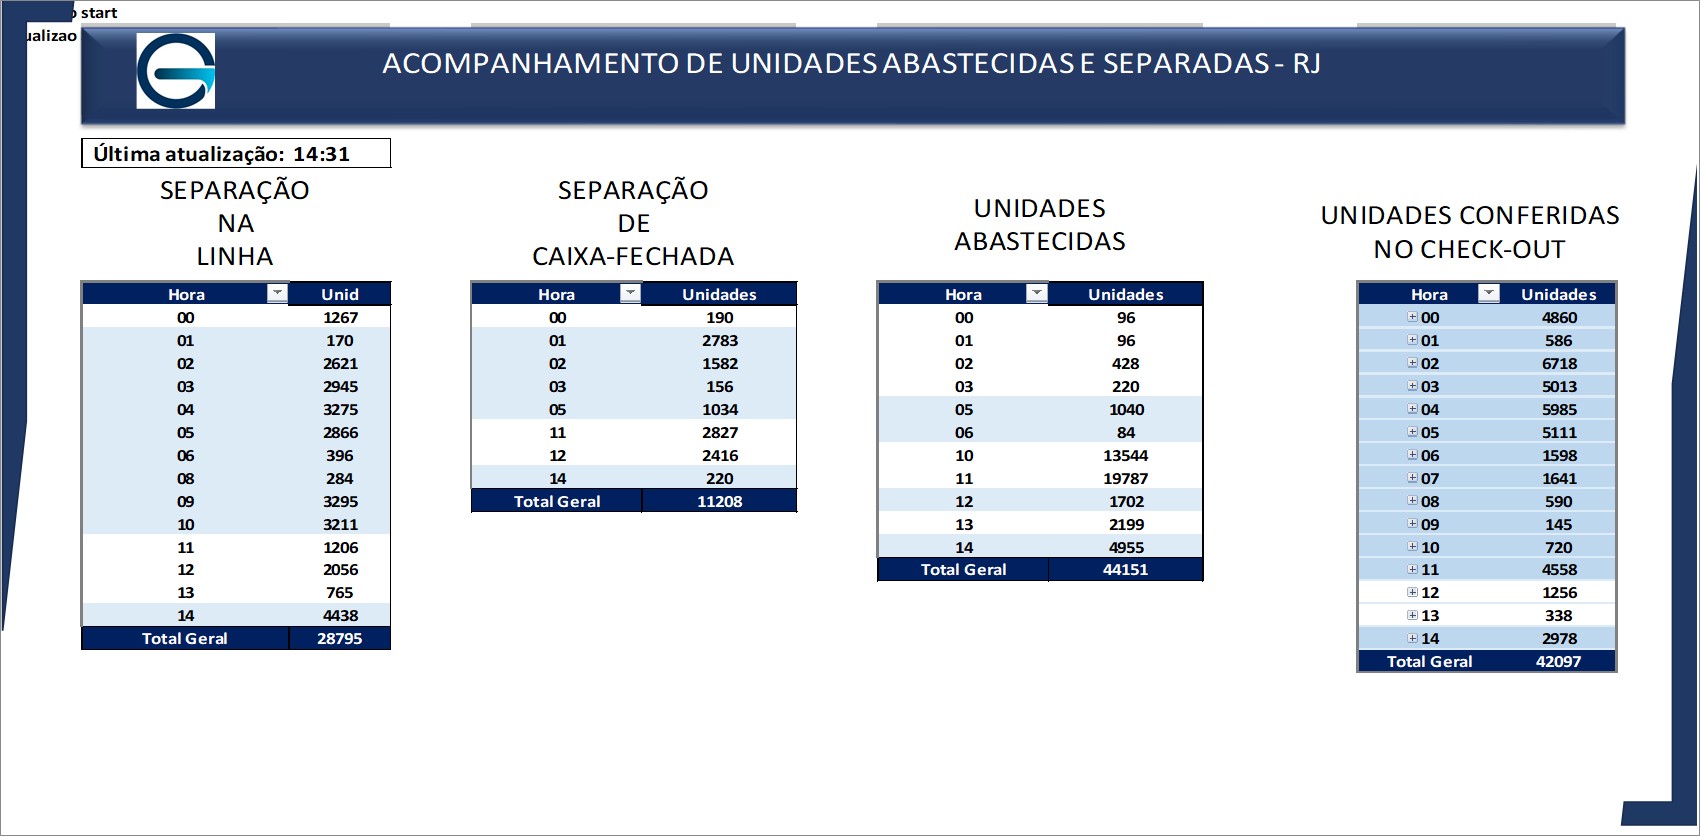 start
ualizao
ACOMPANHAMENTO DE UNIDADES ABASTECIDAS E SEPARADAS - RJ
Última atualização: 14:31
SEPARAÇÃO
NA
LINHA
Hora Unid
00 1267
01 170
02 2621
03 2945
04 3275
05 2866
06 396
08 284
09 3295
10 3211
11 1206
12 2056
13 765
14 4438
Total Geral 28795
SEPARAÇÃO
DE
CAIXA-FECHADA
Hora Unidades
00 190
01 2783
02 1582
03 156
05 1034
11 2827
12 2416
14 220
Total Geral 11208
UNIDADES
ABASTECIDAS
Hora Unidades
00 96
01 96
02 428
03 220
05 1040
06 84
10 13544
11 19787
12 1702
13 2199
14 4955
Total Geral 44151
UNIDADES CONFERIDAS
NO CHECK-OUT
Hora Unidades
00 4860
01 586
02 6718
03 5013
04 5985
05 5111
06 1598
07 1641
08 590
09 145
10 720
11 4558
12 1256
13 338
14 2978
Total Geral 42097